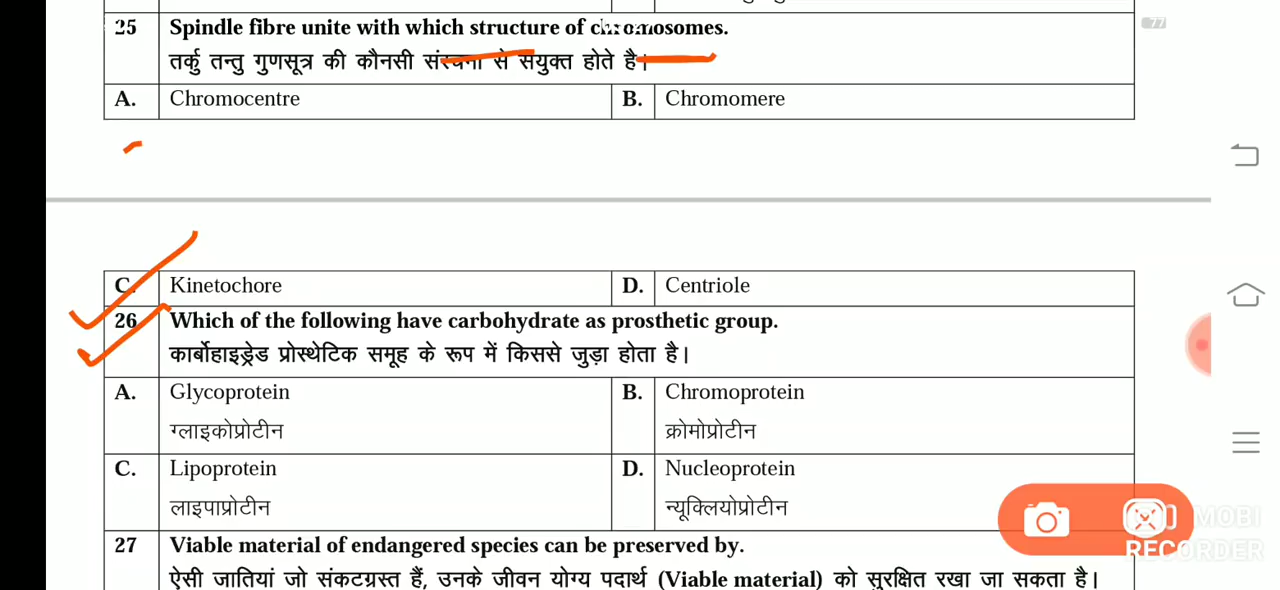 77
25 Spindle fibre unite with which structure of chromosomes.
तर्कु तन्तु गुणसूत्र की कौनसी संरचना से संयुक्त होते है।
A. Chromocentre B. Chromomere
C. Kinetochore D. Centriole
26 Which of the following have carbohydrate as prosthetic group.
कार्बोहाइड्रेड प्रोस्थेटिक समूह के रूप में किससे जुड़ा होता है।
A. Glycoprotein B. Chromoprotein
ग्लाइकोप्रोटीन क्रोमोप्रोटीन
C. Lipoprotein D. Nucleoprotein
लाइपाप्रोटीन न्यूक्लियोप्रोटीन
MOBI
RECORDER
27 Viable material of endangered species can be preserved by.
ऐसी जातियां जो संकटग्रस्त हैं, उनके जीवन योग्य पदार्थ (Viable material) को सुरक्षित रखा जा सकता है।